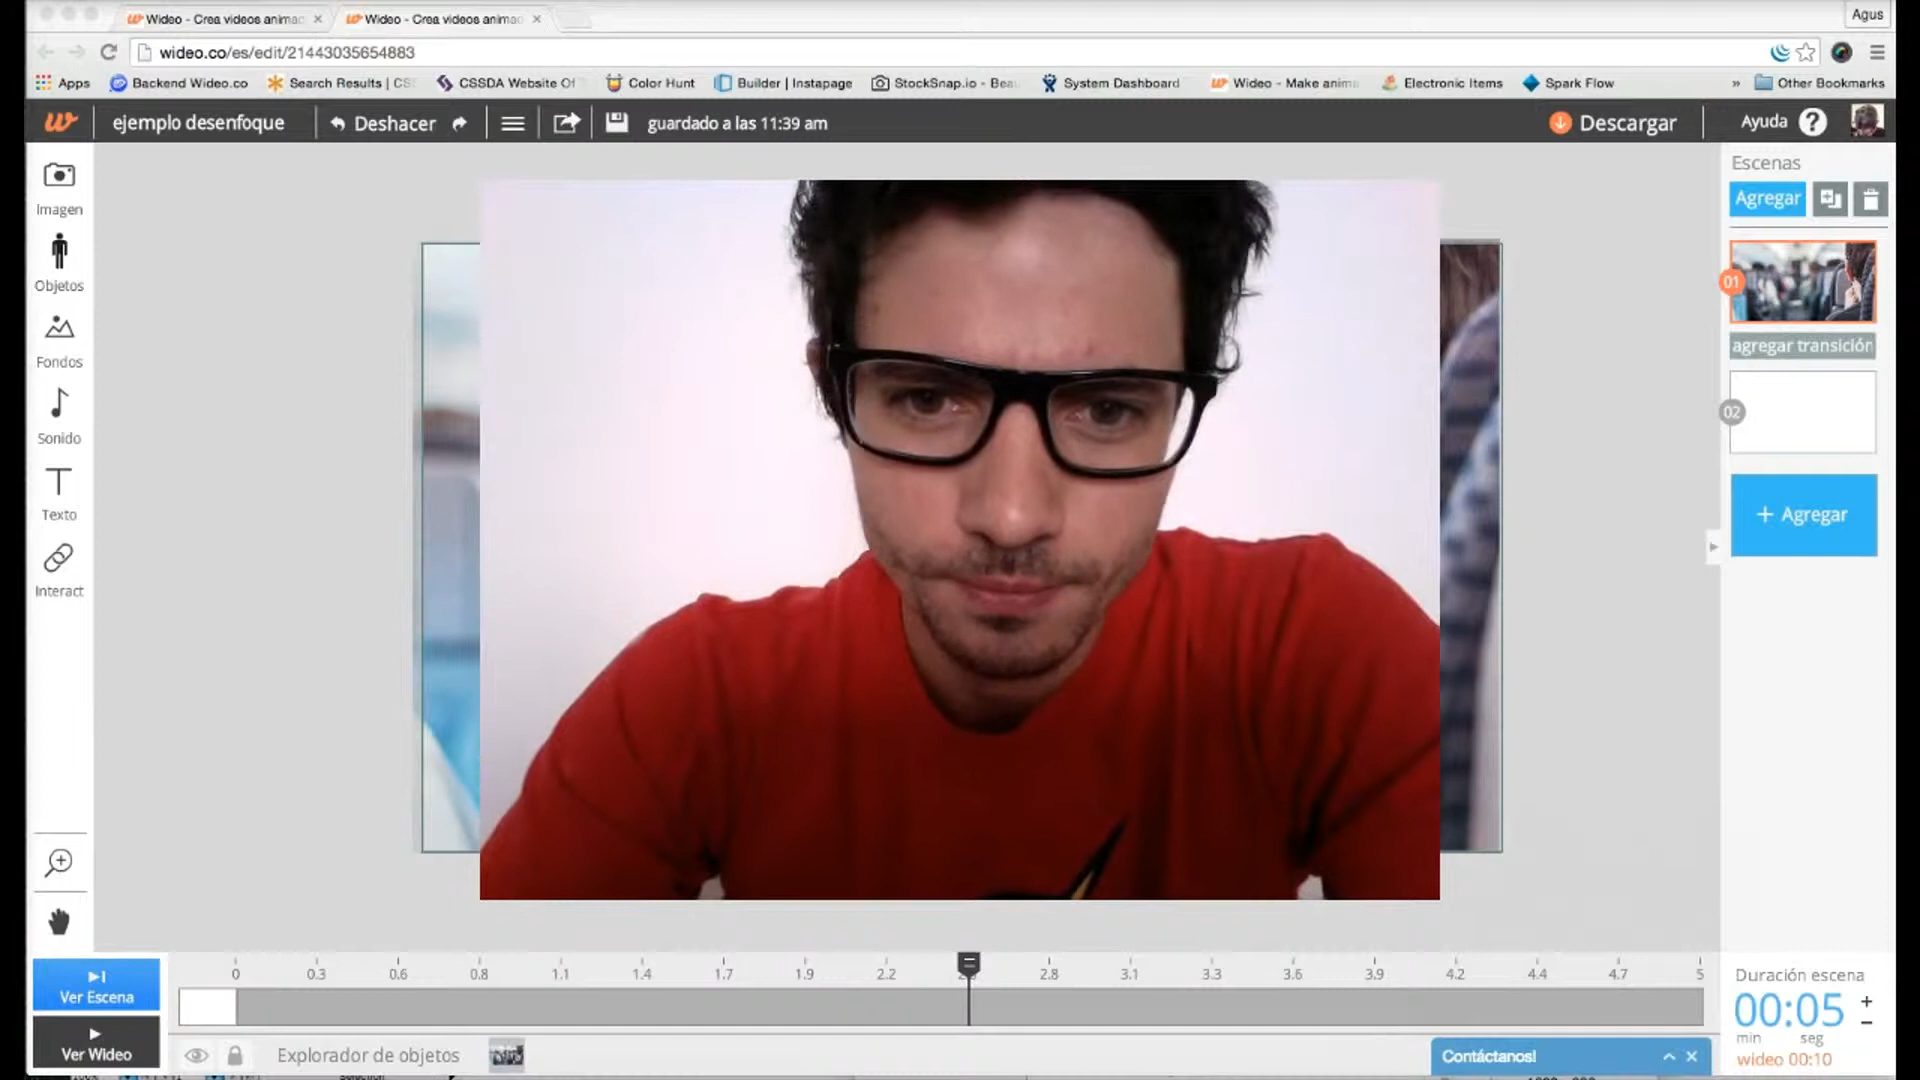 Wideo - Crea videos animac
Wideo - Crea videos animac
Agus
wideo.co/es/edit/21443035654883
Apps
Backend Wideo.co
Search Results | CS
CSSDA Website Of
Color Hunt
Builder | Instapage
StockSnap.io - Bea
System Dashboard
Wideo - Make anima
Electronic Items
Spark Flow
» Other Bookmarks
ejemplo desenfoque
Deshacer
guardado a las 11:39 am
Descargar
Ayuda ?
Imagen
Objetos
Fondos
Sonido
Texto
Interact
Escenas
Agregar
01
agregar transición
02
+ Agregar
Ver Escena
Ver Wideo
0 0.3 0.6 0.8 1.1 1.4 1.7 1.9 2.2 2.8 3.1 3.3 3.6 3.9 4.2 4.4 4.7 5
Explorador de objetos
Contáctanos!
Duración escena
00:05
+
−
min seg
wideo 00:10